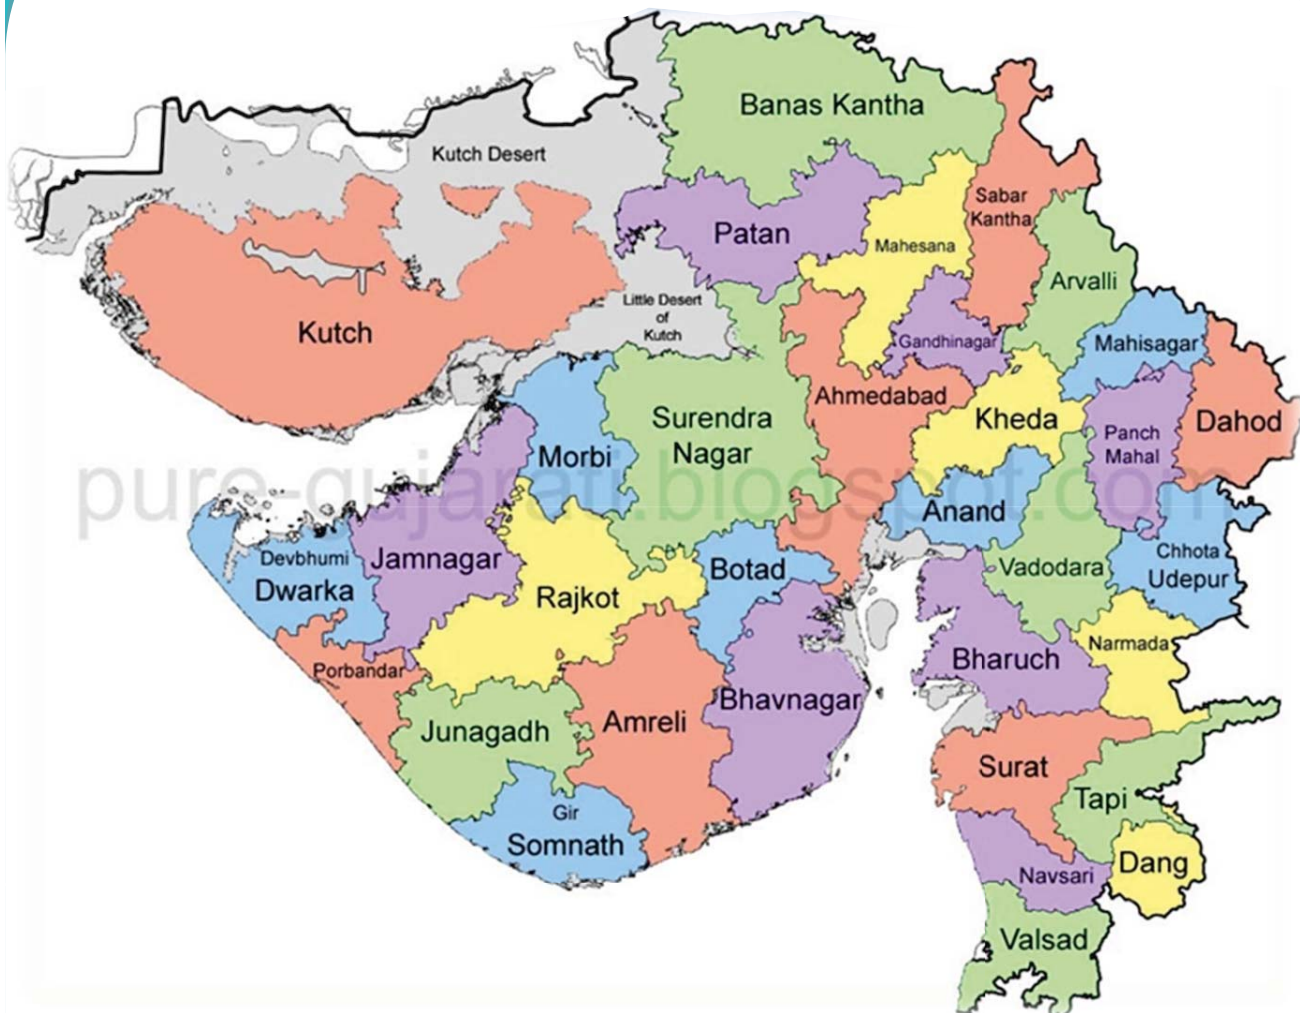 Banas Kantha
Kutch Desert
Sabar
Kantha
Patan
Mahesana
Arvalli
Little Desert
of
Kutch
Kutch
Gandhinagar
Mahisagar
Ahmedabad
Surendra
Nagar
Kheda
Dahod
Panch
Mahal
Morbi
pure-gujarati.blogspot.com
Anand
Devbhumi
Dwarka
Jamnagar
Rajkot
Botad
Vadodara
Chhota
Udepur
Porbandar
Bharuch
Narmada
Bhavnagar
Junagadh
Amreli
Surat
Tapi
Gir
Somnath
Dang
Navsari
Valsad